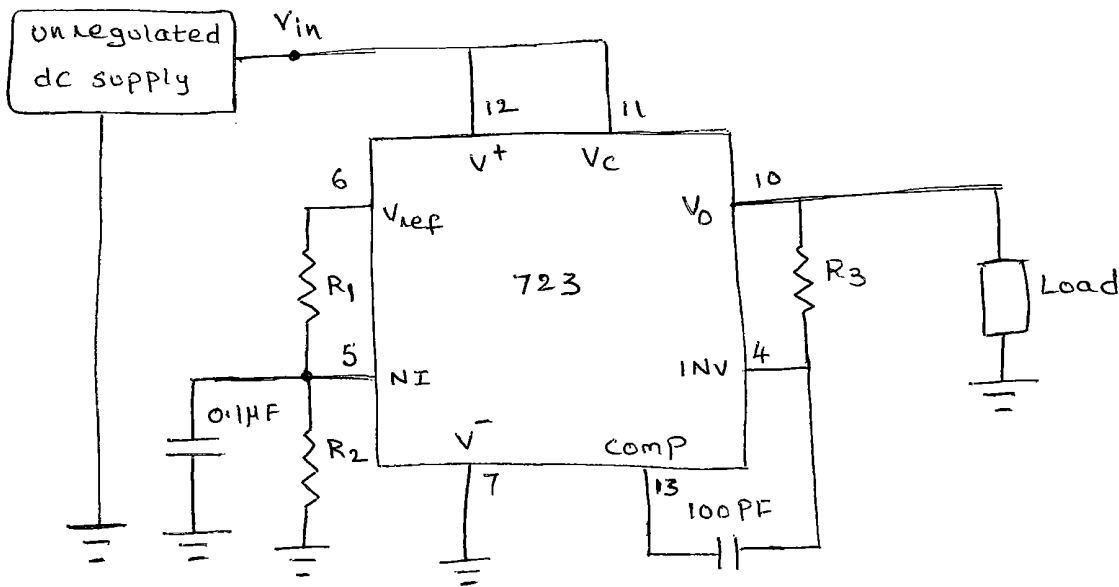 unregulated
dc supply
Vin
12
11
V+
Vc
6
10
Vref
Vo
R1
723
R3
Load
5
4
NI
INV
0.1μF
R2
V-
comp
7
13
100PF